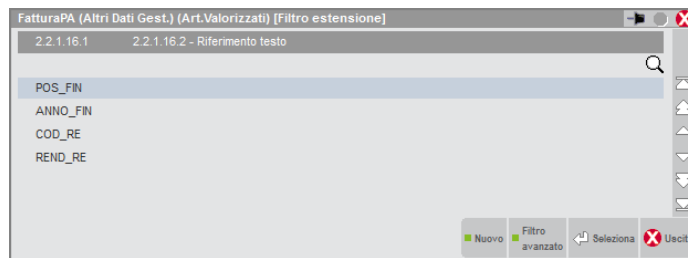 FatturaPA (Altri Dati Gest.) (Art.Valorizzati) [Filtro estensione]
2.2.1.16.1 2.2.1.16.2 - Riferimento testo
POS_FIN
ANNO_FIN
COD_RE
REND_RE
Nuovo Filtro avanzato Seleziona Uscit